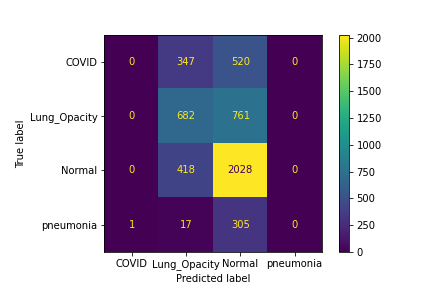 True label
COVID 0 347 520 0
Lung_Opacity 0 682 761 0
Normal 0 418 2028 0
pneumonia 1 17 305 0
COVID Lung_Opacity Normal pneumonia
Predicted label
2000
1750
1500
1250
1000
750
500
250
0